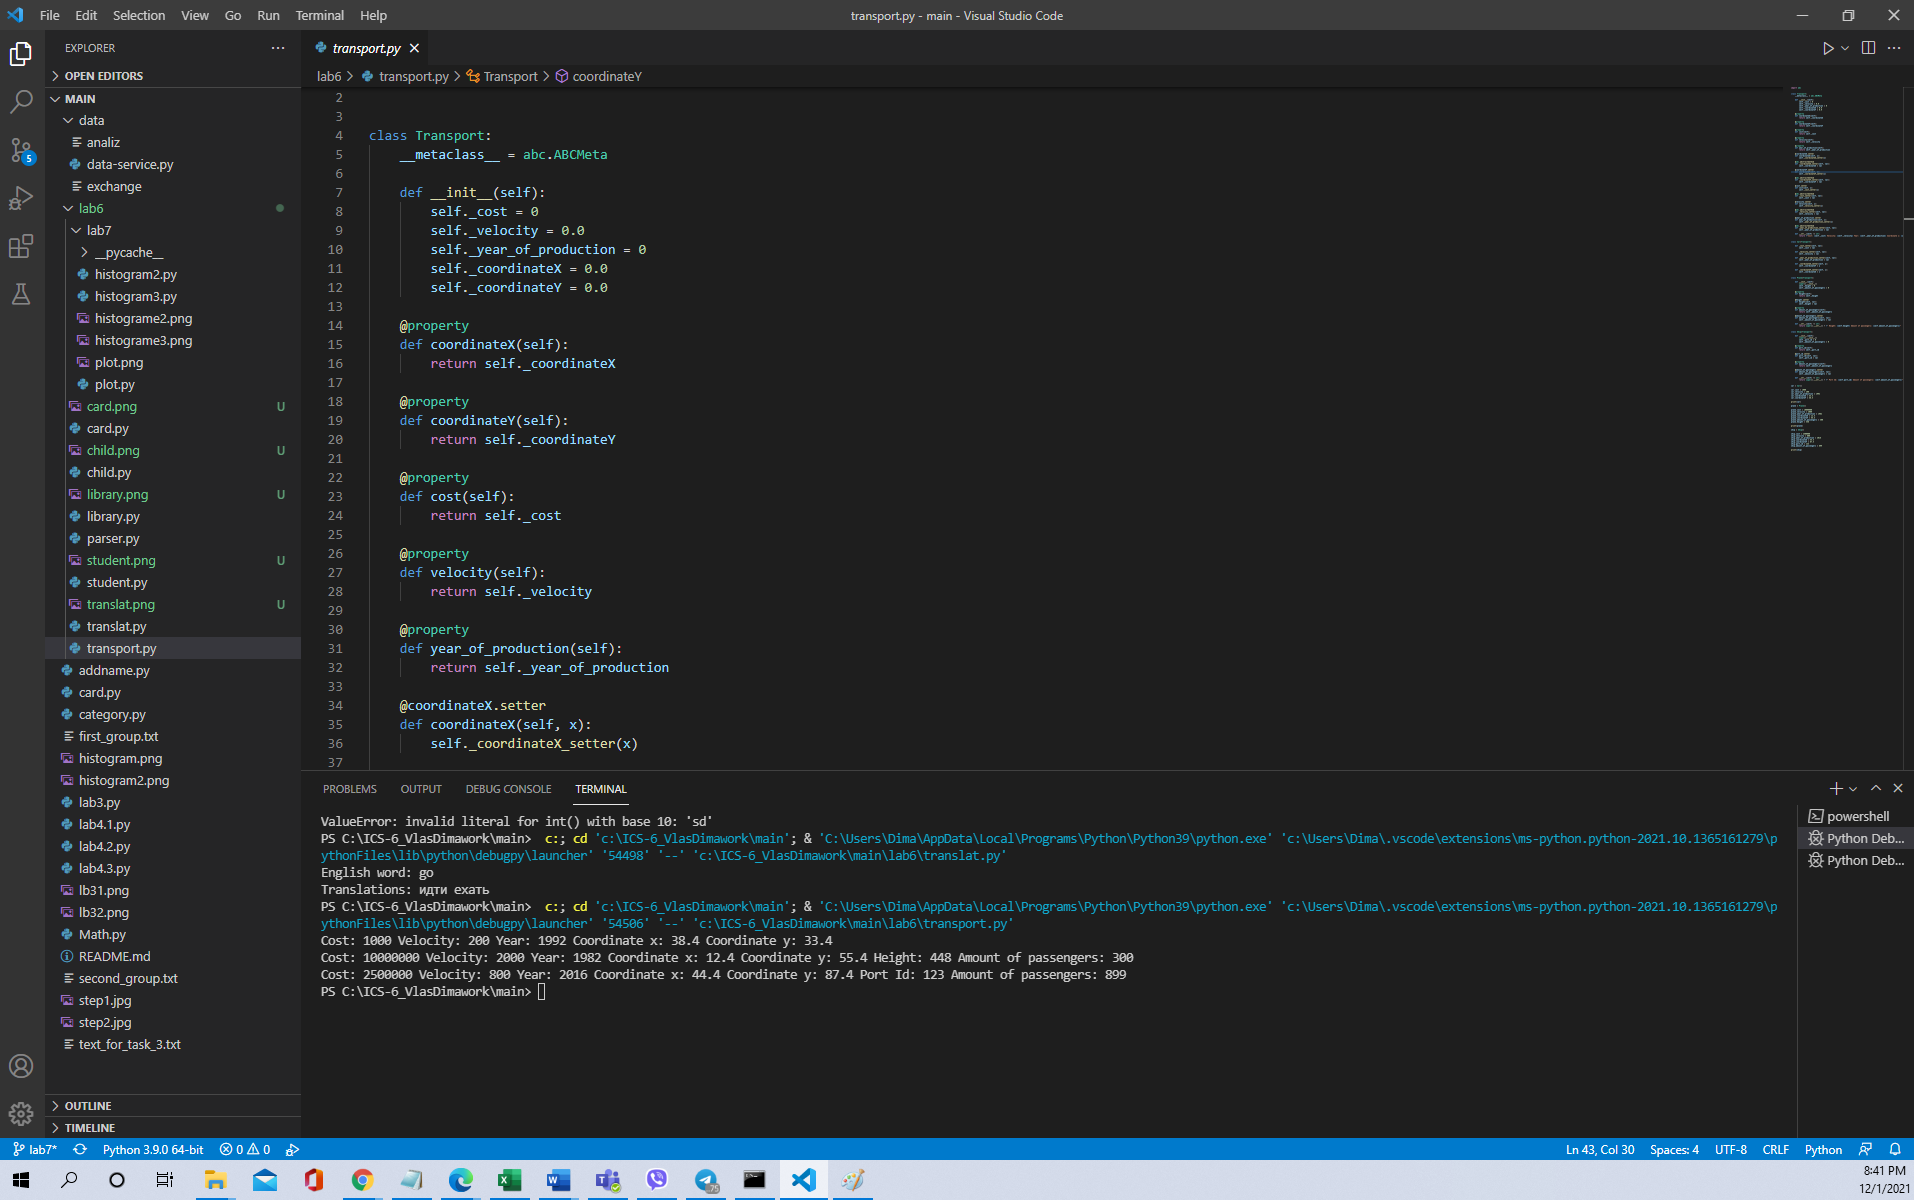 File Edit Selection View Go Run Terminal Help
transport.py - main - Visual Studio Code
EXPLORER
OPEN EDITORS
MAIN
data
analiz
data-service.py
exchange
lab6
lab7
__pycache__
histogram2.py
histogram3.py
histograme2.png
histograme3.png
plot.png
plot.py
card.png U
card.py
child.png U
child.py
library.png U
library.py
parser.py
student.png U
student.py
translat.png U
translat.py
transport.py
addname.py
card.py
category.py
first_group.txt
histogram.png
histogram2.png
lab3.py
lab4.1.py
lab4.2.py
lab4.3.py
lb31.png
lb32.png
Math.py
README.md
second_group.txt
step1.jpg
step2.jpg
text_for_task_3.txt
OUTLINE
TIMELINE
5
transport.py
lab6 > transport.py > Transport > coordinateY
2
3
4 class Transport:
5 __metaclass__ = abc.ABCMeta
6
7 def __init__(self):
8 self._cost = 0
9 self._velocity = 0.0
10 self._year_of_production = 0
11 self._coordinateX = 0.0
12 self._coordinateY = 0.0
13
14 @property
15 def coordinateX(self):
16 return self._coordinateX
17
18 @property
19 def coordinateY(self):
20 return self._coordinateY
21
22 @property
23 def cost(self):
24 return self._cost
25
26 @property
27 def velocity(self):
28 return self._velocity
29
30 @property
31 def year_of_production(self):
32 return self._year_of_production
33
34 @coordinateX.setter
35 def coordinateX(self, x):
36 self._coordinateX_setter(x)
37
PROBLEMS OUTPUT DEBUG CONSOLE TERMINAL
ValueError: invalid literal for int() with base 10: 'sd'
PS C:\ICS-6_VlasDimawork\main> c:; cd 'c:\ICS-6_VlasDimawork\main'; & 'C:\Users\Dima\AppData\Local\Programs\Python\Python39\python.exe' 'c:\Users\Dima\.vscode\extensions\ms-python.python-2021.10.1365161279\p
ythonFiles\lib\python\debugpy\launcher' '54498' '--' 'c:\ICS-6_VlasDimawork\main\lab6\translat.py'
English word: go
Translations: идти ехать
PS C:\ICS-6_VlasDimawork\main> c:; cd 'c:\ICS-6_VlasDimawork\main'; & 'C:\Users\Dima\AppData\Local\Programs\Python\Python39\python.exe' 'c:\Users\Dima\.vscode\extensions\ms-python.python-2021.10.1365161279\p
ythonFiles\lib\python\debugpy\launcher' '54506' '--' 'c:\ICS-6_VlasDimawork\main\lab6\transport.py'
Cost: 1000 Velocity: 200 Year: 1992 Coordinate x: 38.4 Coordinate y: 33.4
Cost: 10000000 Velocity: 2000 Year: 1982 Coordinate x: 12.4 Coordinate y: 55.4 Height: 448 Amount of passengers: 300
Cost: 2500000 Velocity: 800 Year: 2016 Coordinate x: 44.4 Coordinate y: 87.4 Port Id: 123 Amount of passengers: 899
PS C:\ICS-6_VlasDimawork\main>
powershell
Python Deb...
Python Deb...
lab7* Python 3.9.0 64-bit 0 0
Ln 43, Col 30 Spaces: 4 UTF-8 CRLF Python
75
8:41 PM
12/1/2021